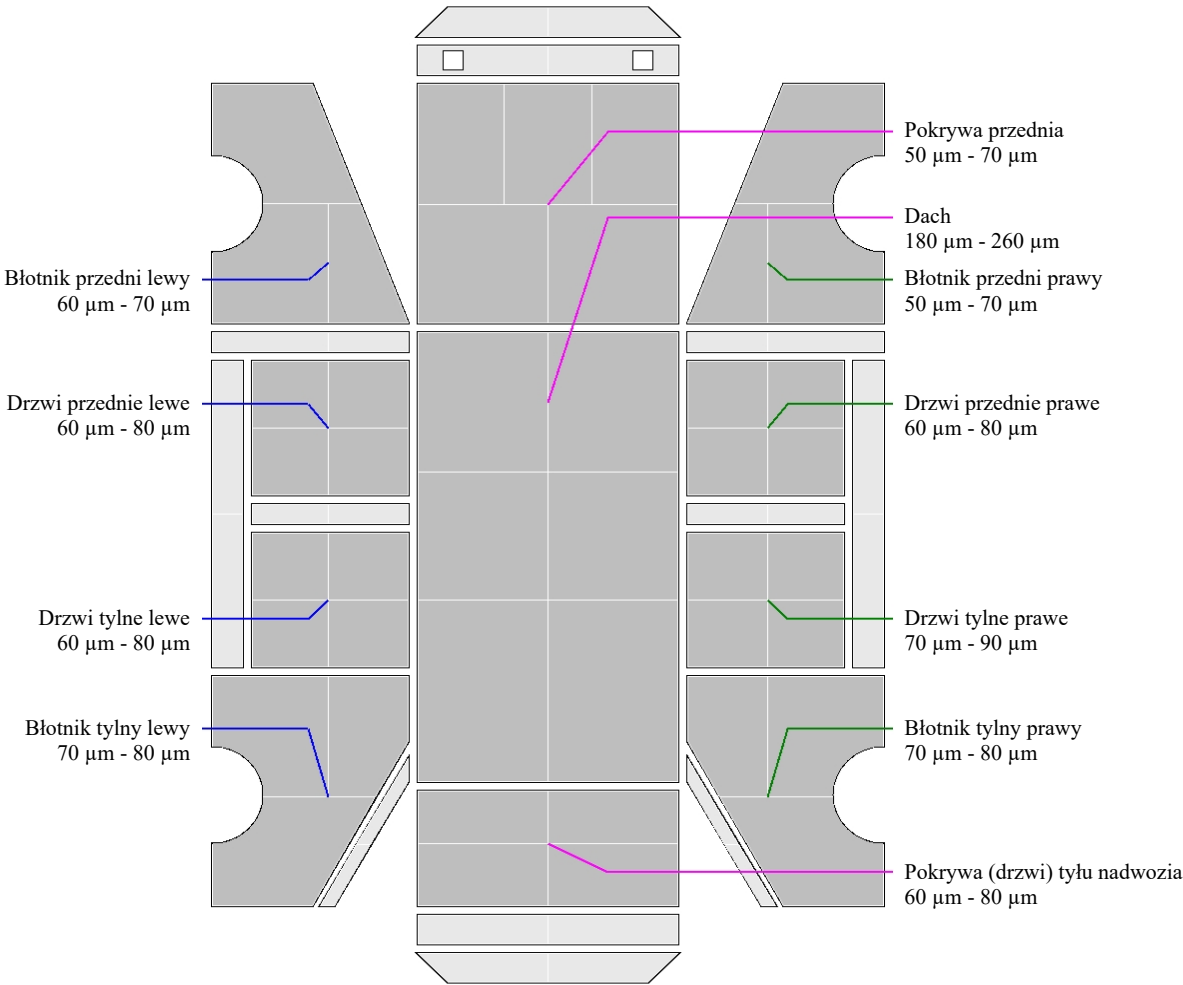 Pokrywa przednia
50 µm - 70 µm
Dach
180 µm - 260 µm
Błotnik przedni lewy
60 µm - 70 µm
Błotnik przedni prawy
50 µm - 70 µm
Drzwi przednie lewe
60 µm - 80 µm
Drzwi przednie prawe
60 µm - 80 µm
Drzwi tylne lewe
60 µm - 80 µm
Drzwi tylne prawe
70 µm - 90 µm
Błotnik tylny lewy
70 µm - 80 µm
Błotnik tylny prawy
70 µm - 80 µm
Pokrywa (drzwi) tyłu nadwozia
60 µm - 80 µm